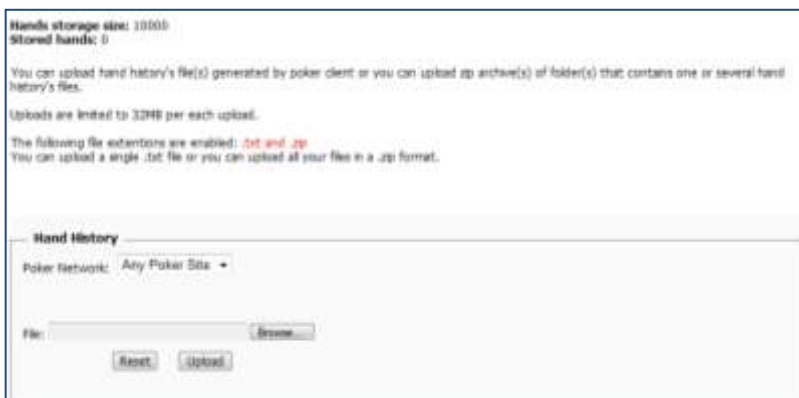 Hands storage size: 10000
Stored hands: 0
You can upload hand history's file(s) generated by poker client or you can upload zip archive(s) of folder(s) that contains one or several hand
history's files.
Uploads are limited to 32MB per each upload.
The following file extentions are enabled: .txt and .zip
You can upload a single .txt file or you can upload all your files in a .zip format.
Hand History
Poker Network: Any Poker Site
File: Browse...
Reset Upload